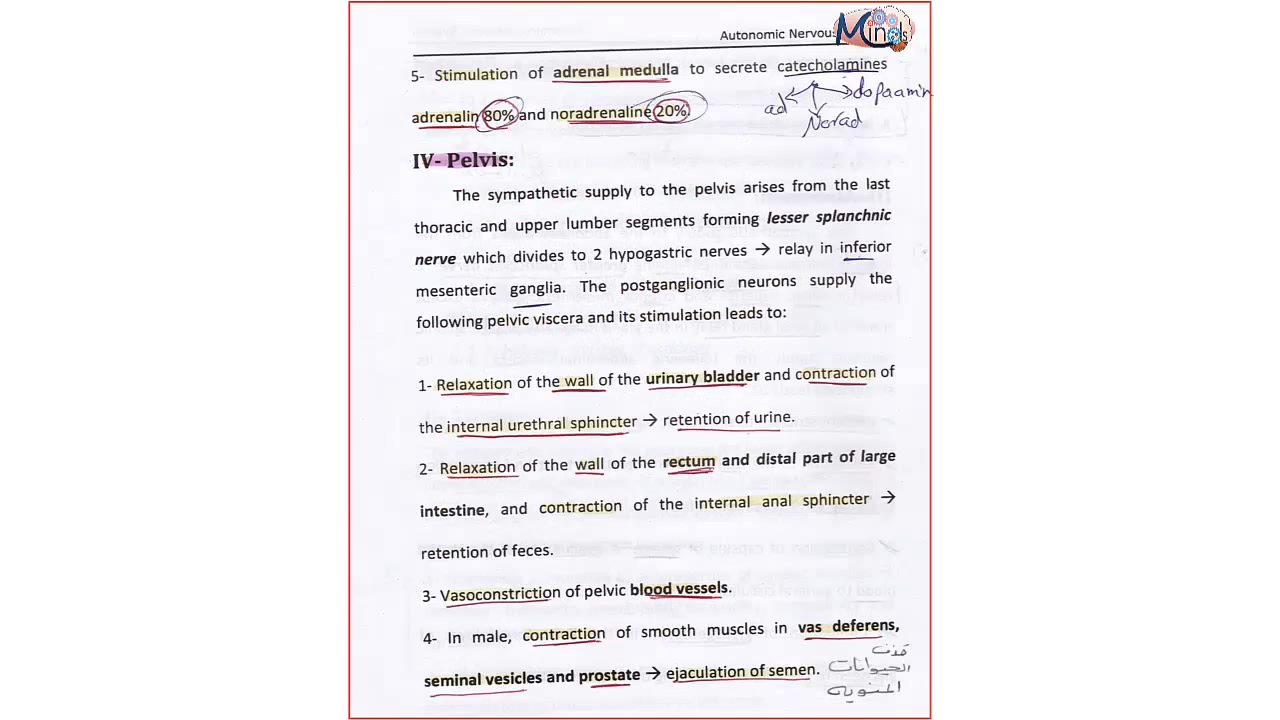 Autonomic Nervous
Minds
5- Stimulation of adrenal medulla to secrete catecholamines
ad
Norad
dopaamin
adrenalin 80% and noradrenaline 20%.
IV- Pelvis:
The sympathetic supply to the pelvis arises from the last
thoracic and upper lumber segments forming lesser splanchnic
nerve which divides to 2 hypogastric nerves → relay in inferior
mesenteric ganglia. The postganglionic neurons supply the
following pelvic viscera and its stimulation leads to:
1- Relaxation of the wall of the urinary bladder and contraction of
the internal urethral sphincter → retention of urine.
2- Relaxation of the wall of the rectum and distal part of large
intestine, and contraction of the internal anal sphincter →
retention of feces.
3- Vasoconstriction of pelvic blood vessels.
4- In male, contraction of smooth muscles in vas deferens,
seminal vesicles and prostate → ejaculation of semen.
قذف
الحيوانات
المنويه